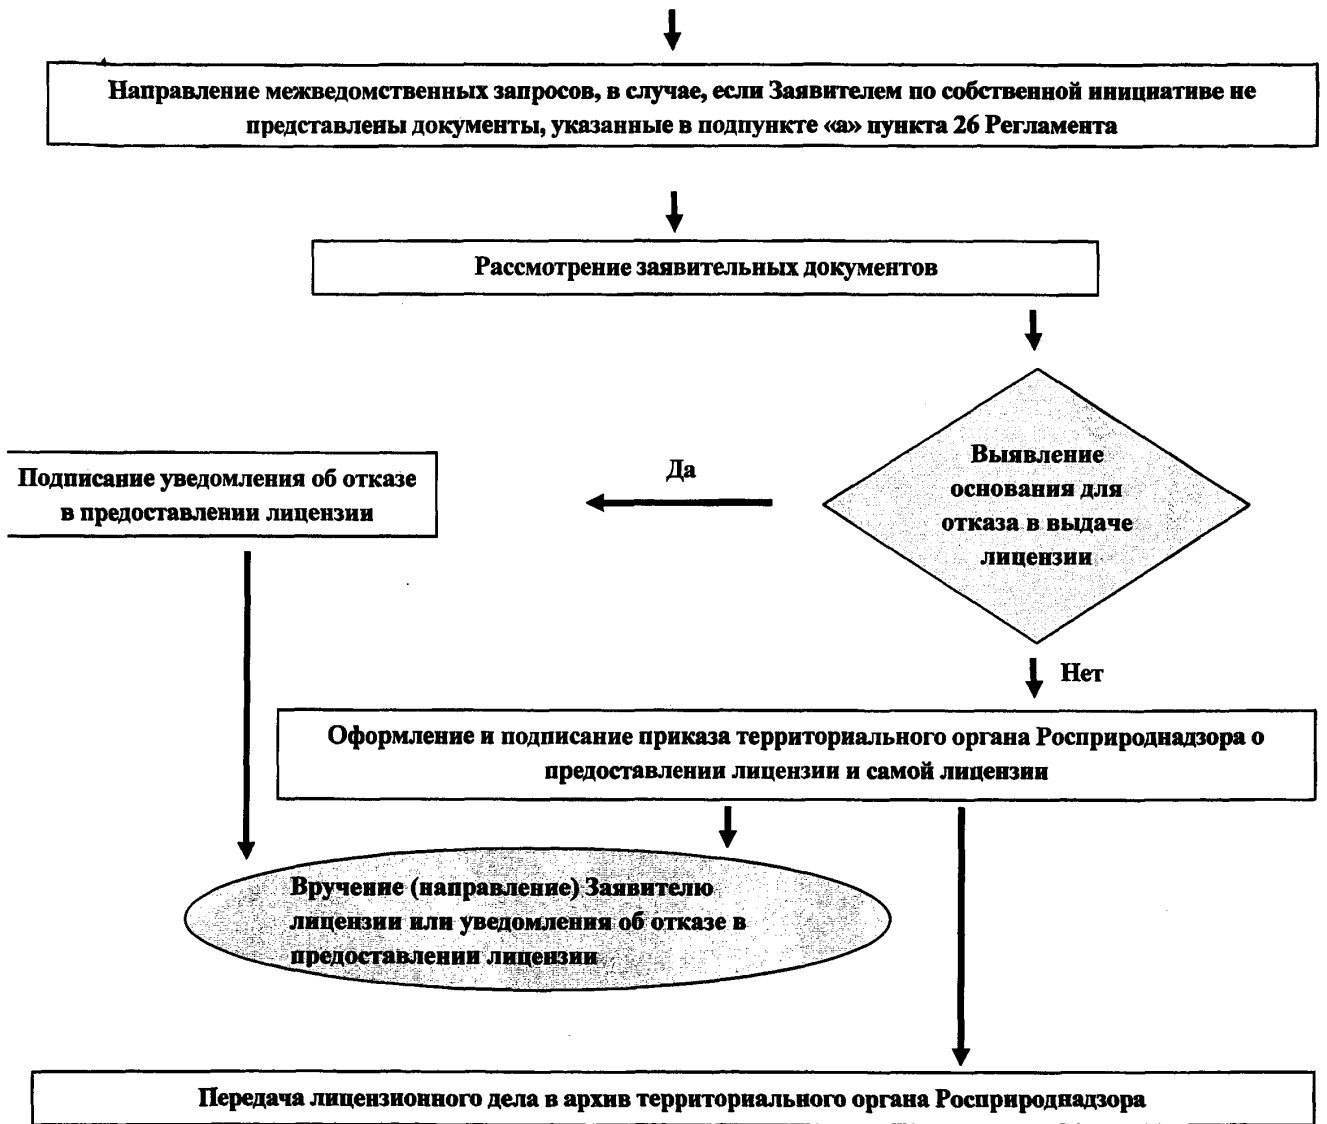 Направление межведомственных запросов, в случае, если Заявителем по собственной инициативе не
представлены документы, указанные в подпункте «а» пункта 26 Регламента
Рассмотрение заявительных документов
Выявление
основания для
отказа в выдаче
лицензии
Да
Подписание уведомления об отказе
в предоставлении лицензии
Нет
Оформление и подписание приказа территориального органа Росприроднадзора о
предоставлении лицензии и самой лицензии
Вручение (направление) Заявителю
лицензии или уведомления об отказе в
предоставлении лицензии
Передача лицензионного дела в архив территориального органа Росприроднадзора